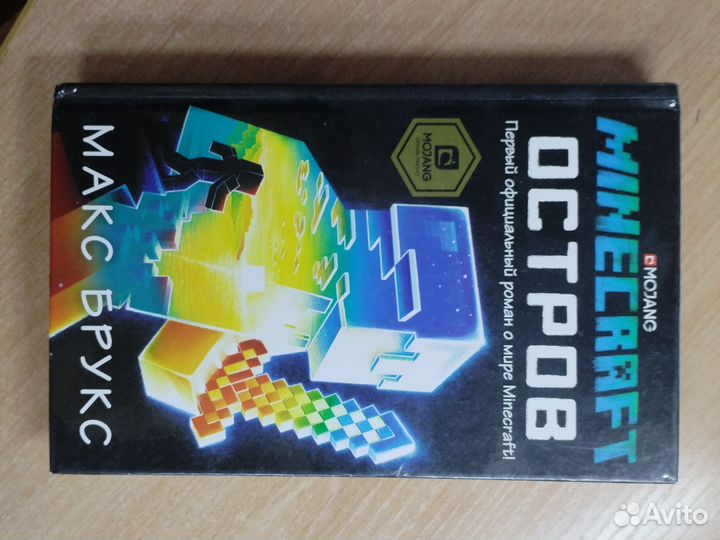 MOJANG
MINECRAFT
ОСТРОВ
Первый официальный роман о мире Minecraft!
MOJANG
МАКС БРУКС
Avito